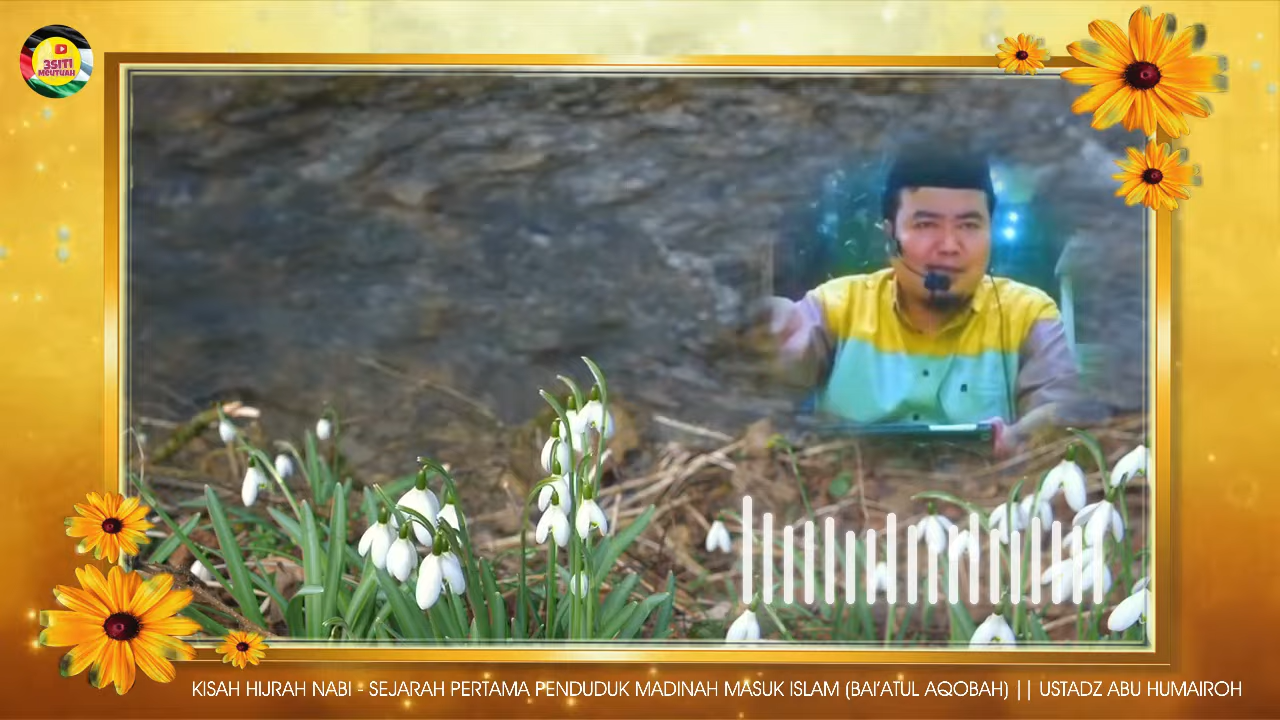 3SITI
MEUTUAH
KISAH HIJRAH NABI - SEJARAH PERTAMA PENDUDUK MADINAH MASUK ISLAM (BAI'ATUL AQOBAH) || USTADZ ABU HUMAIROH